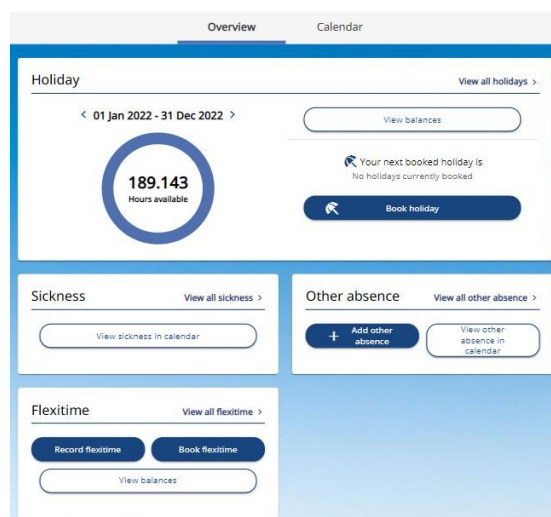 Overview
Calendar
Holiday
View all holidays >
< 01 Jan 2022 - 31 Dec 2022 >
189.143
Hours available
View balances
Your next booked holiday is
No holidays currently booked
Book holiday
Sickness
View all sickness >
View sickness in calendar
Other absence
View all other absence >
+ Add other
absence
View other
absence in
calendar
Flexitime
View all flexitime >
Record flexitime
Book flexitime
View balances